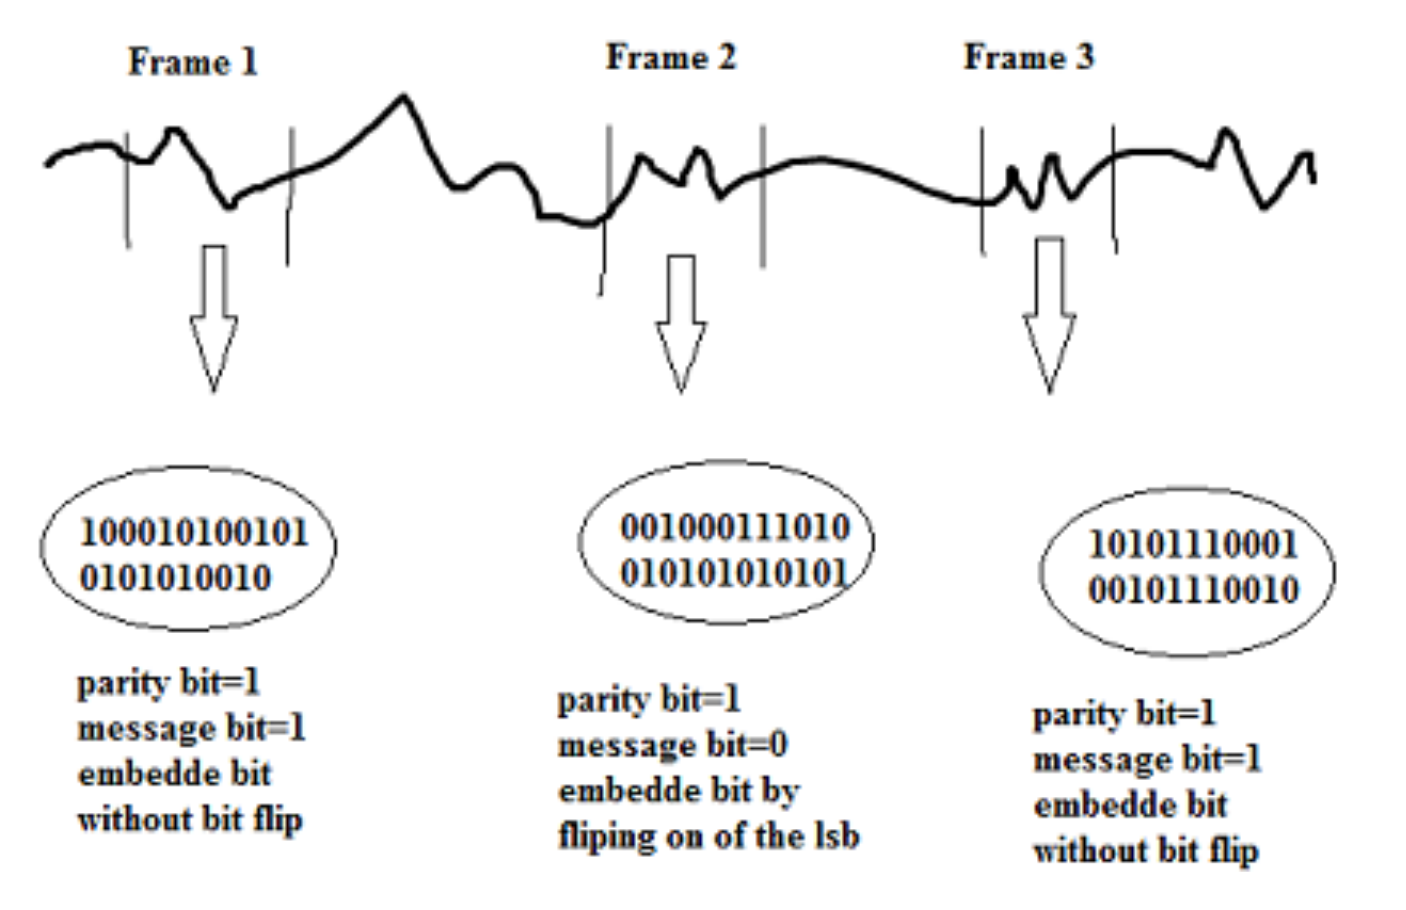 Frame 1
Frame 2
Frame 3
100010100101
0101010010
parity bit=1
message bit=1
embedde bit
without bit flip
001000111010
010101010101
parity bit=1
message bit=0
embedde bit by
fliping on of the lsb
10101110001
00101110010
parity bit=1
message bit=1
embedde bit
without bit flip